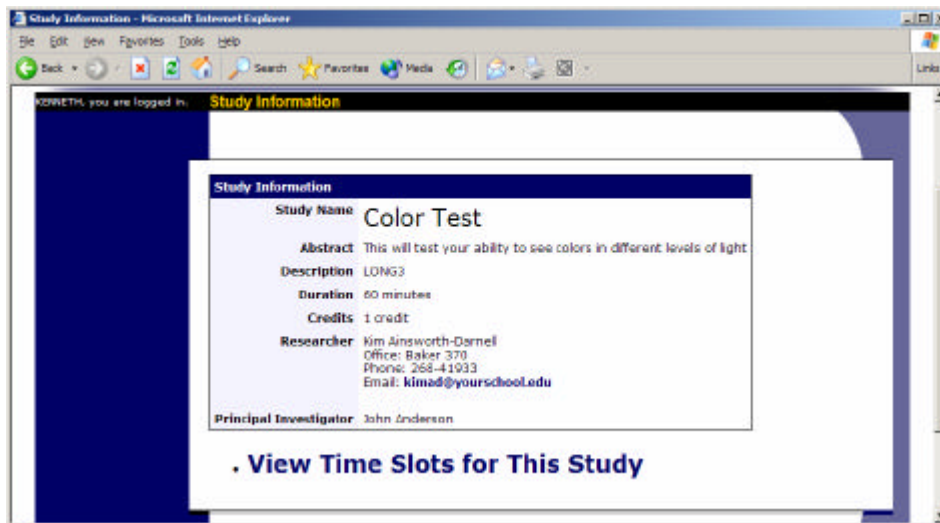 Study Information - Microsoft Internet Explorer
File Edit View Favorites Tools Help
Back Search Favorites Media Links
KENNETH, you are logged in. Study Information
Study Information
Study Name Color Test
Abstract This will test your ability to see colors in different levels of light
Description LONG3
Duration 60 minutes
Credits 1 credit
Researcher Kim Ainsworth-Darnell
Office: Baker 370
Phone: 268-41933
Email: kimad@yourschool.edu
Principal Investigator John Anderson
• View Time Slots for This Study